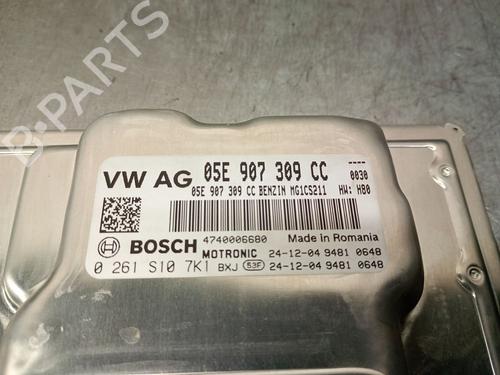 VW AG 05E 907 309 CC ----
0030
05E 907 309 CC BENZIN MG1CS211 HW: H80
BOSCH 4740006680 Made in Romania
MOTRONIC 24-12-04 9481 0648
0 261 S10 7K1 BXJ 53F 24-12-04 9481 0648